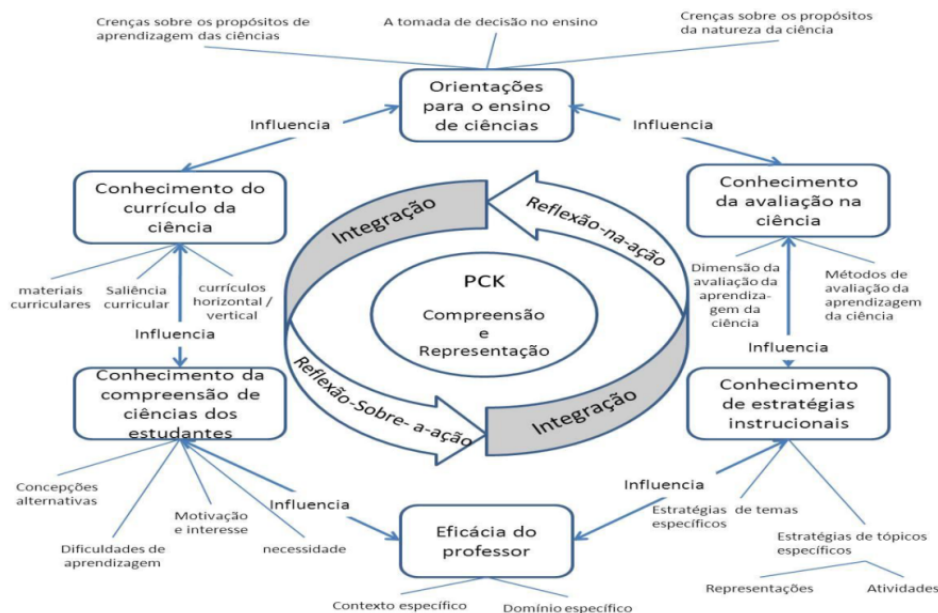 Crenças sobre os propósitos de
aprendizagem das ciências
A tomada de decisão no ensino
Crenças sobre os propósitos
da natureza da ciência
Orientações
para o ensino
de ciências
Influencia
Influencia
Conhecimento do
currículo da
ciência
Conhecimento
da avaliação na
ciência
Integração
Reflexão-na-ação
materiais
curriculares
Saliência
curricular
currículos
horizontal /
vertical
PCK
Compreensão
e
Representação
Dimensão da
avaliação da
aprendiza-
gem da
ciência
Métodos de
avaliação da
aprendizagem
da ciência
Influencia
Influencia
Conhecimento da
compreensão de
ciências dos
estudantes
Reflexão-Sobre- a-ação
Integração
Conhecimento
de estratégias
instrucionais
Concepções
alternativas
Dificuldades de
aprendizagem
Motivação
e interesse
necessidade
Influencia
Eficácia do
professor
Influencia
Estratégias de temas
específicos
Estratégias de tópicos
específicos
Representações
Atividades
Contexto específico
Domínio específico